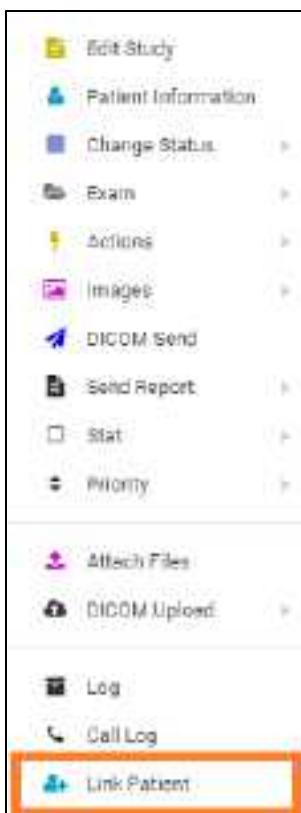 Edit Study
Patient Information
Change Status
Exam
Actions
Images
DICOM Send
Send Report
Stat
Priority
Attach Files
DICOM Upload
Log
Call Log
Link Patient